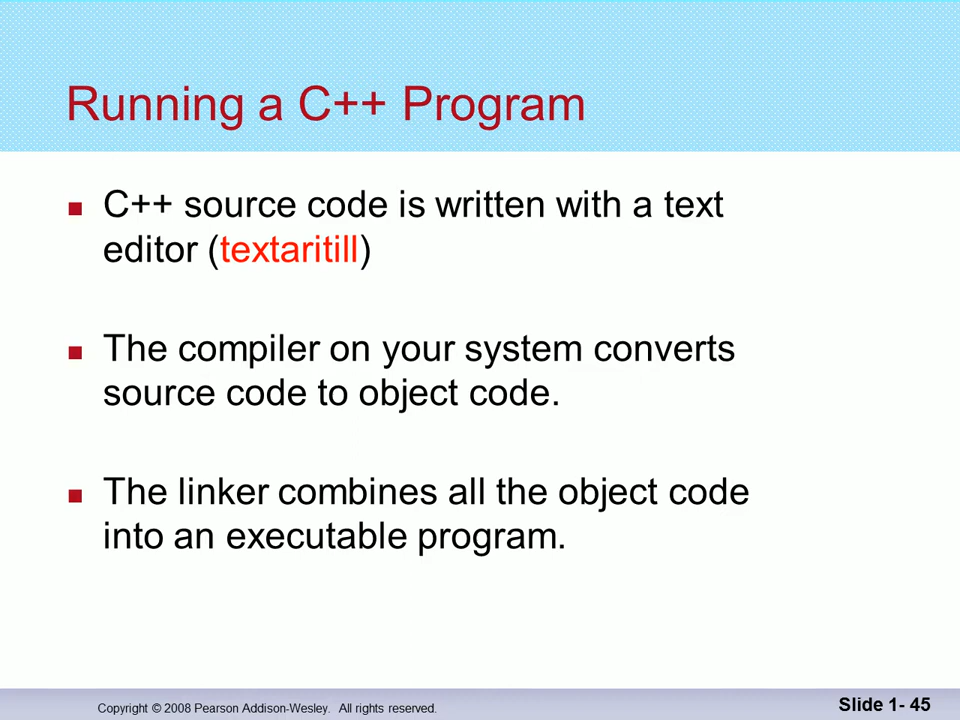 Running a C++ Program
C++ source code is written with a text
editor (textaritill)
The compiler on your system converts
source code to object code.
The linker combines all the object code
into an executable program.
Copyright © 2008 Pearson Addison-Wesley. All rights reserved.
Slide 1- 45